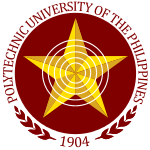 POLYTECHNIC UNIVERSITY OF THE PHILIPPINES
1904